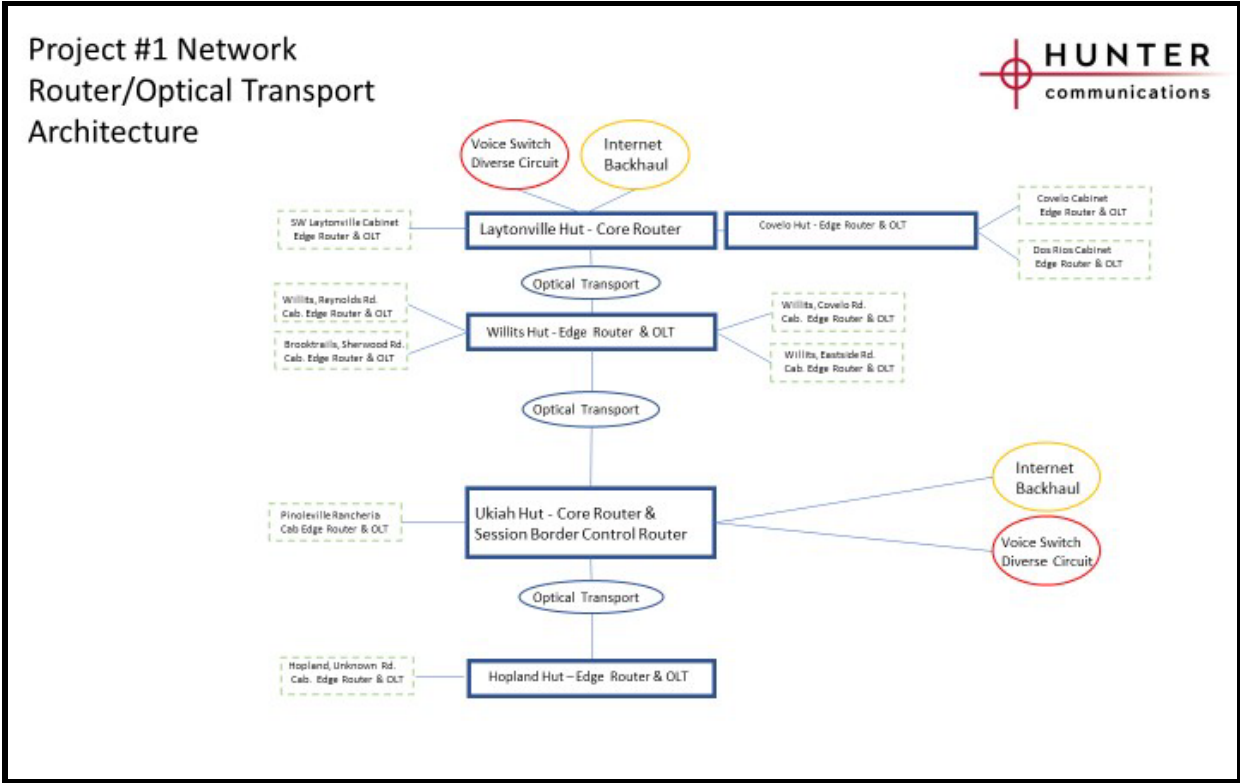 Project #1 Network
Router/Optical Transport
Architecture
HUNTER
communications
Voice Switch
Diverse Circuit
Internet
Backhaul
SW Laytonville Cabinet
Edge Router & OLT
Laytonville Hut - Core Router
Covelo Hut - Edge Router & OLT
Covelo Cabinet
Edge Router & OLT
Dos Rios Cabinet
Edge Router & OLT
Optical Transport
Willits, Reynolds Rd.
Cab. Edge Router & OLT
Brooktrails, Sherwood Rd.
Cab. Edge Router & OLT
Willits Hut - Edge Router & OLT
Willits, Covelo Rd.
Cab. Edge Router & OLT
Willits, Eastside Rd.
Cab. Edge Router & OLT
Optical Transport
Pinoleville Rancheria
Cab Edge Router & OLT
Ukiah Hut - Core Router &
Session Border Control Router
Internet
Backhaul
Voice Switch
Diverse Circuit
Optical Transport
Hopland, Unknown Rd.
Cab. Edge Router & OLT
Hopland Hut – Edge Router & OLT